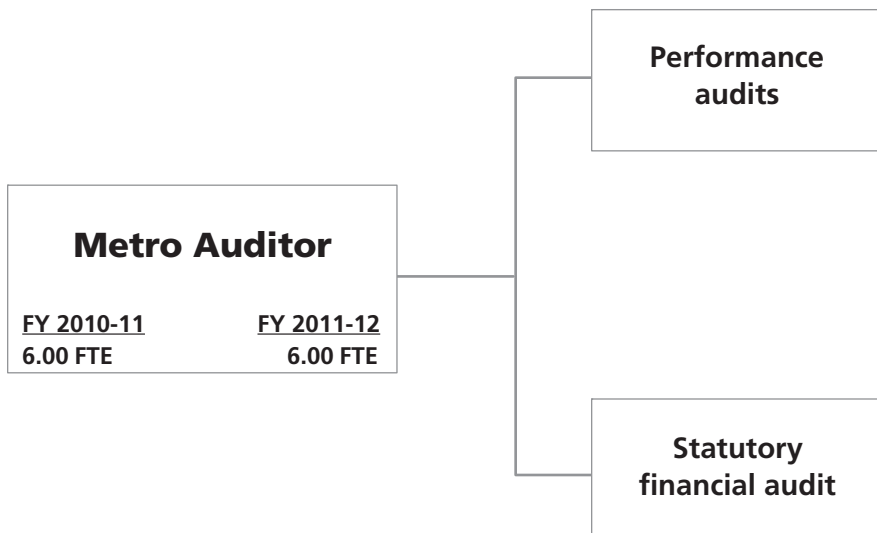 Performance
audits
Metro Auditor
FY 2010-11 FY 2011-12
6.00 FTE 6.00 FTE
Statutory
financial audit